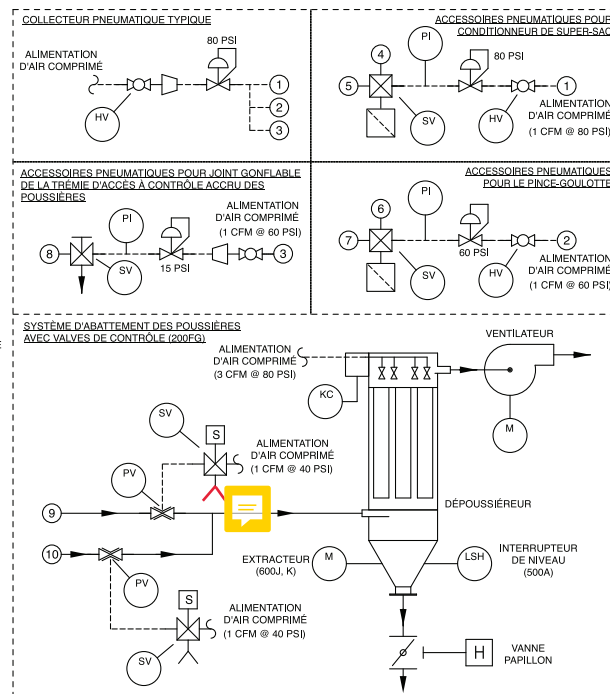 COLLECTEUR PNEUMATIQUE TYPIQUE
80 PSI
ALIMENTATION
D'AIR COMPRIMÉ
HV
1
2
3
ACCESSOIRES PNEUMATIQUES POUR
CONDITIONNEUR DE SUPER-SAC
4
PI
80 PSI
5
1
SV
HV
ALIMENTATION
D'AIR COMPRIMÉ
(1 CFM @ 80 PSI)
ACCESSOIRES PNEUMATIQUES POUR JOINT GONFLABLE
DE LA TRÉMIE D'ACCÈS À CONTRÔLE ACCRU DES
POUSSIÈRES
ALIMENTATION
D'AIR COMPRIMÉ
(1 CFM @ 60 PSI)
PI
8
3
SV
15 PSI
ACCESSOIRES PNEUMATIQUES
POUR LE PINCE-GOULOTTE
6
PI
7
2
60 PSI
SV
HV
ALIMENTATION
D'AIR COMPRIMÉ
(1 CFM @ 60 PSI)
SYSTÈME D'ABATTEMENT DES POUSSIÈRES
AVEC VALVES DE CONTRÔLE (200FG)
ALIMENTATION
D'AIR COMPRIMÉ
(3 CFM @ 80 PSI)
VENTILATEUR
KC
M
SV
S
ALIMENTATION
D'AIR COMPRIMÉ
(1 CFM @ 40 PSI)
PV
9
DÉPOUSSIÉREUR
10
PV
EXTRACTEUR
(600J, K)
M
LSH
INTERRUPTEUR
DE NIVEAU
(500A)
S
ALIMENTATION
D'AIR COMPRIMÉ
(1 CFM @ 40 PSI)
SV
H
VANNE
PAPILLON